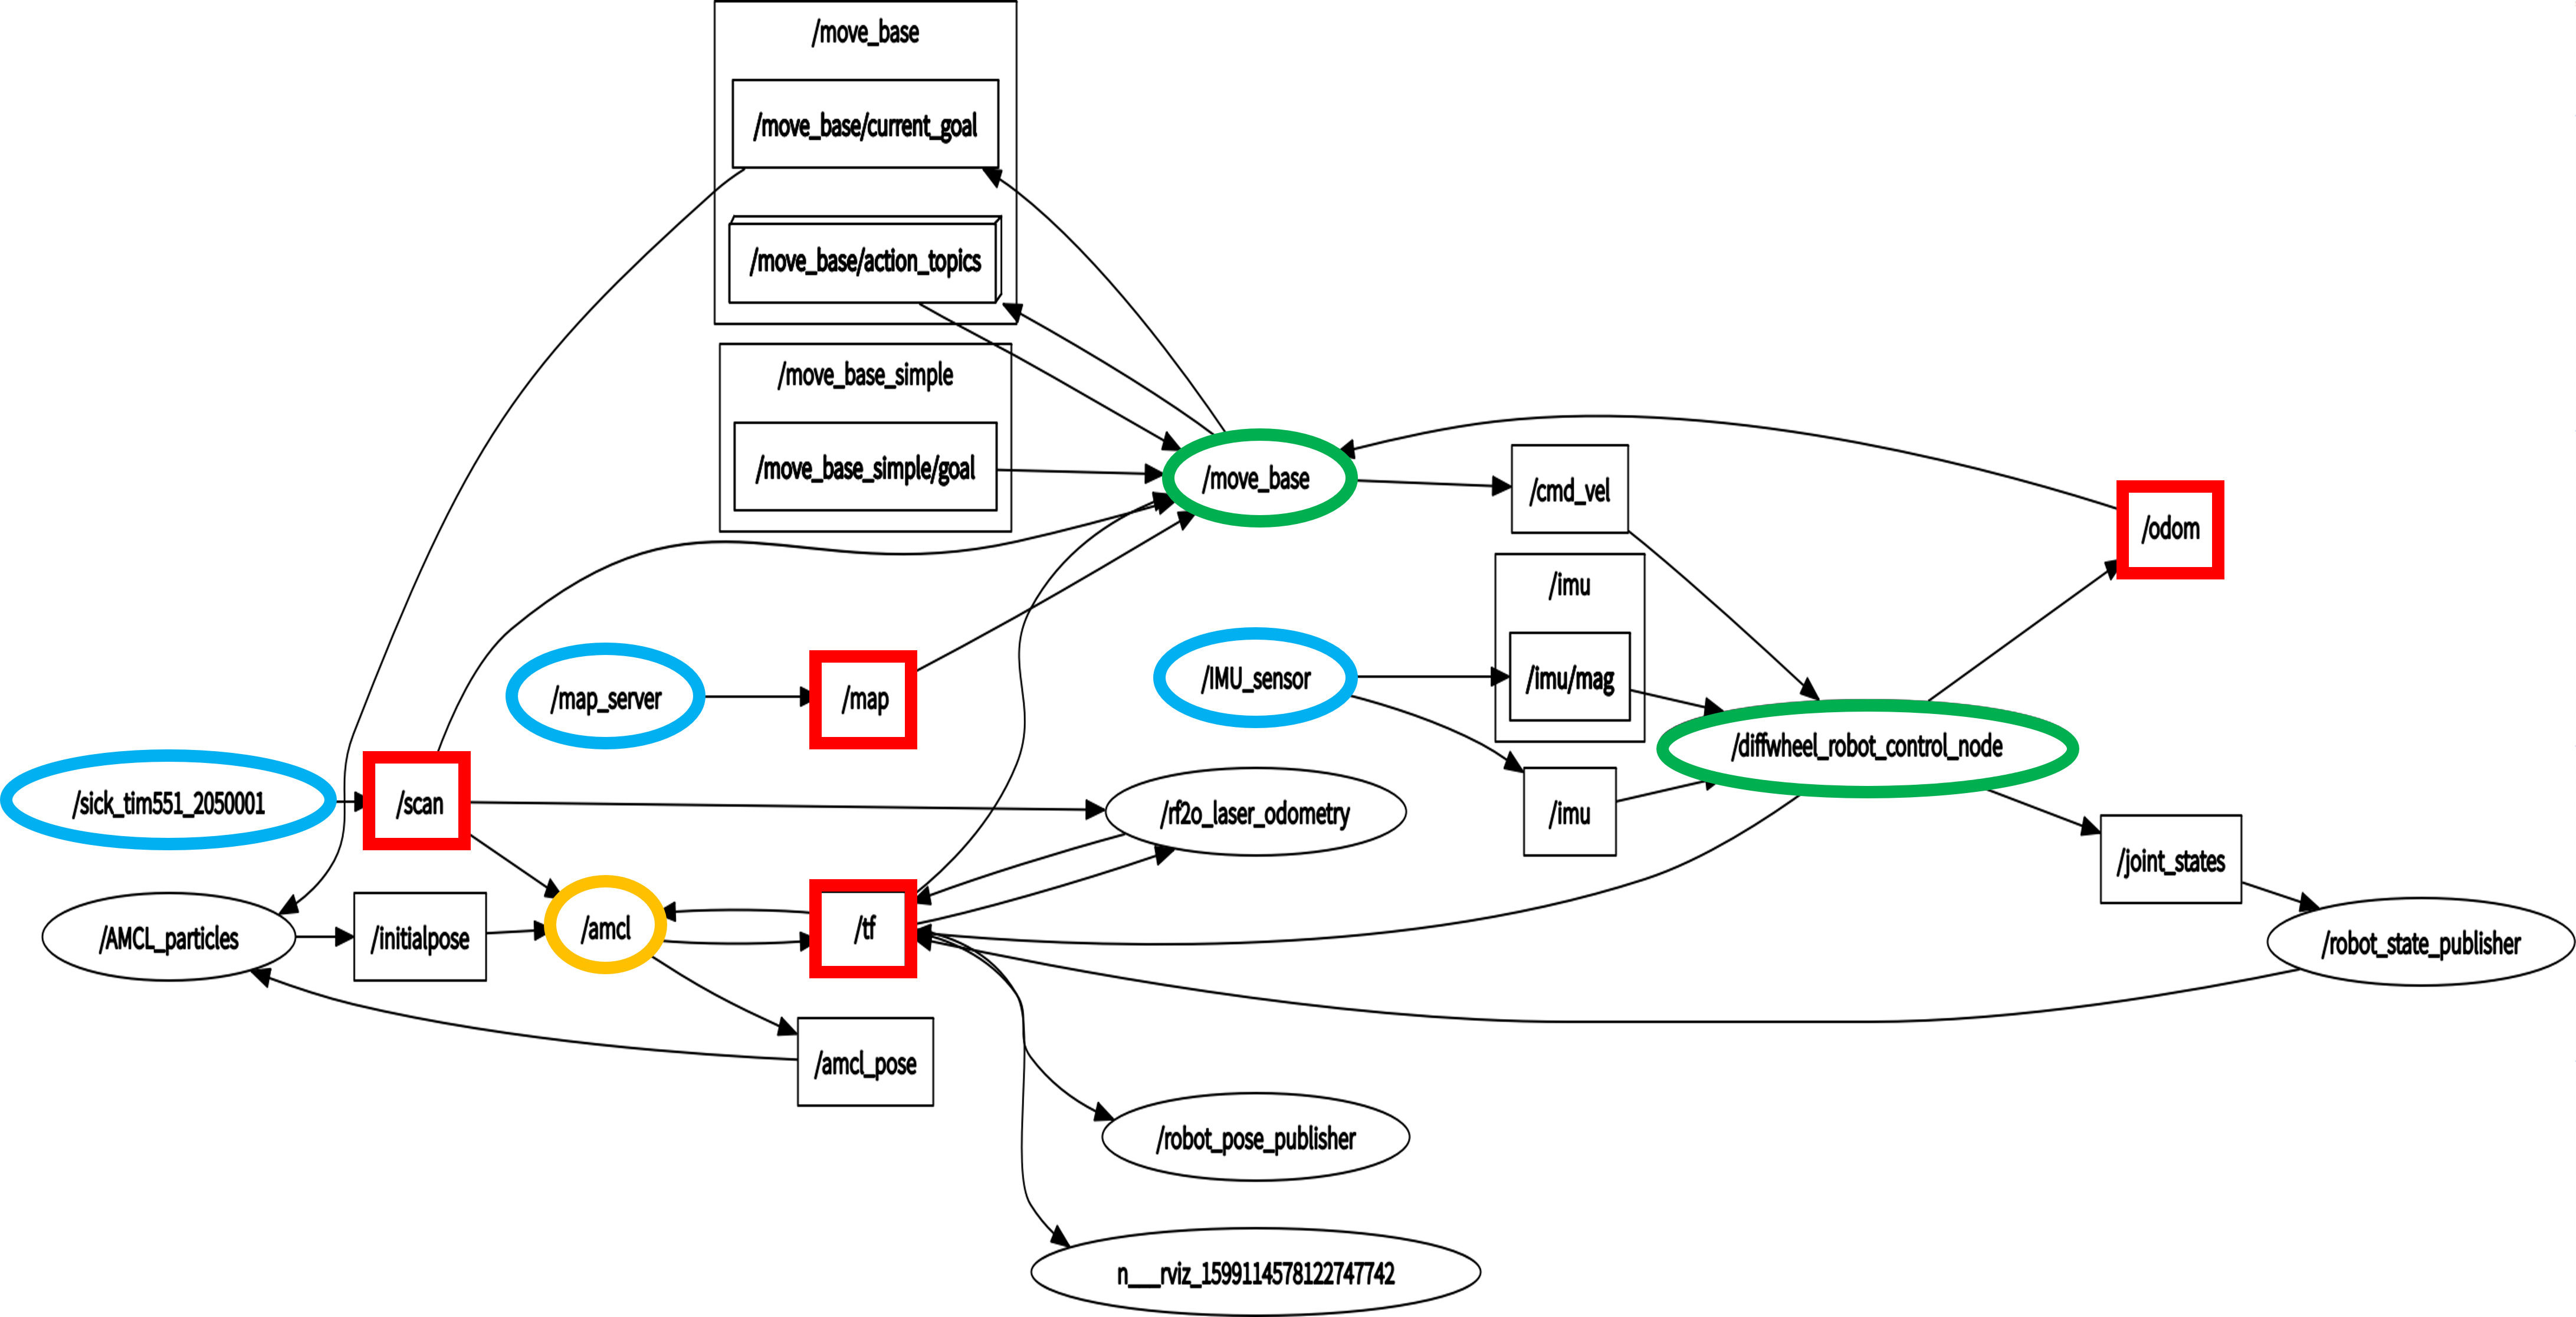 /move_base
/move_base/current_goal
/move_base/action_topics
/move_base_simple
/move_base_simple/goal
/move_base
/cmd_vel
/odom
/imu
/map_server
/map
/IMU_sensor
/imu/mag
/diffwheel_robot_control_node
/sick_tim551_2050001
/scan
/rf2o_laser_odometry
/imu
/joint_states
/AMCL_particles
/initialpose
/amcl
/tf
/robot_state_publisher
/amcl_pose
/robot_pose_publisher
n___rviz_1599114578122747742